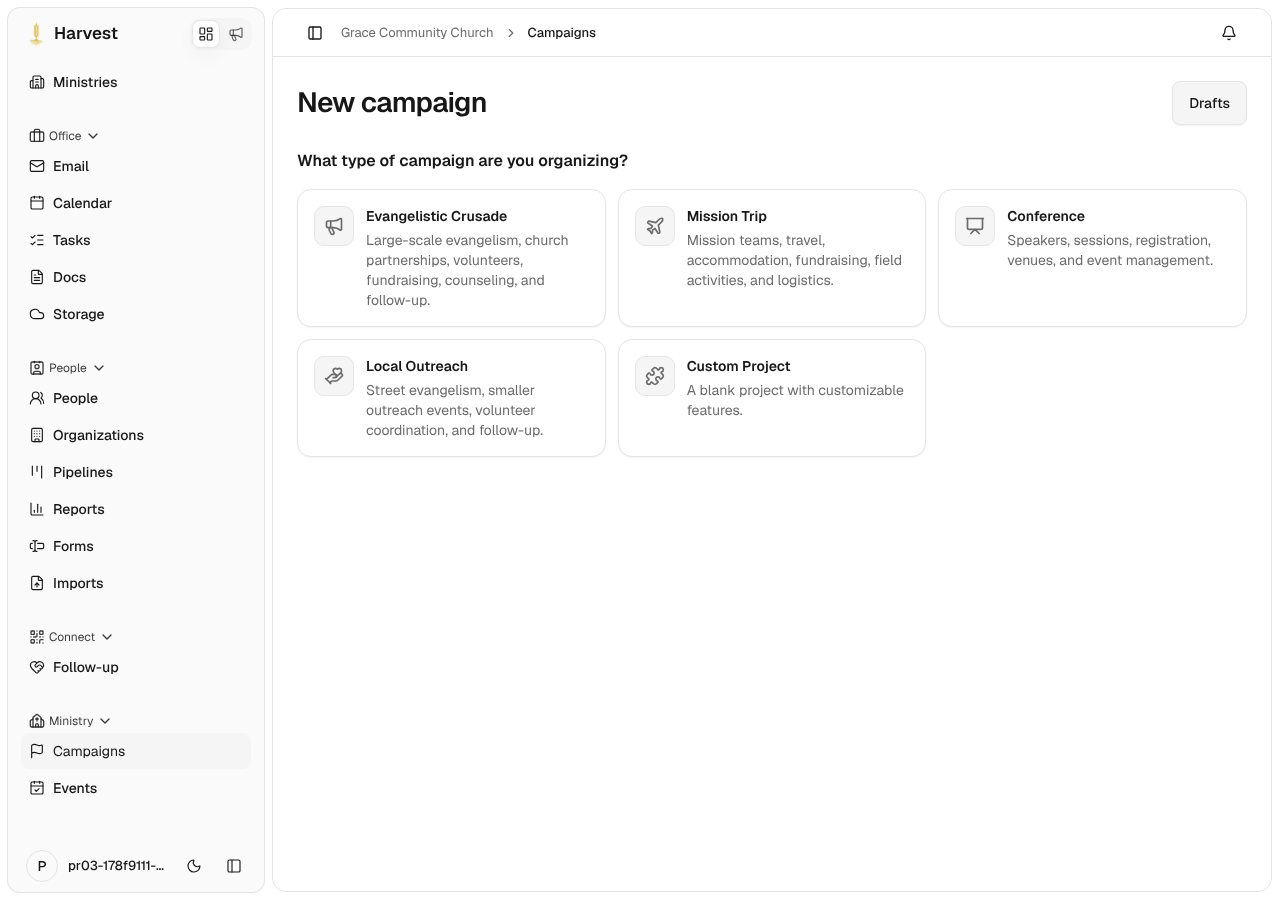 Harvest
Ministries
Office
Email
Calendar
Tasks
Docs
Storage
People
People
Organizations
Pipelines
Reports
Forms
Imports
Connect
Follow-up
Ministry
Campaigns
Events
P
pr03-178f9111-...
Grace Community Church
Campaigns
New campaign
Drafts
What type of campaign are you organizing?
Evangelistic Crusade
Large-scale evangelism, church
partnerships, volunteers,
fundraising, counseling, and
follow-up.
Mission Trip
Mission teams, travel,
accommodation, fundraising, field
activities, and logistics.
Conference
Speakers, sessions, registration,
venues, and event management.
Local Outreach
Street evangelism, smaller
outreach events, volunteer
coordination, and follow-up.
Custom Project
A blank project with customizable
features.